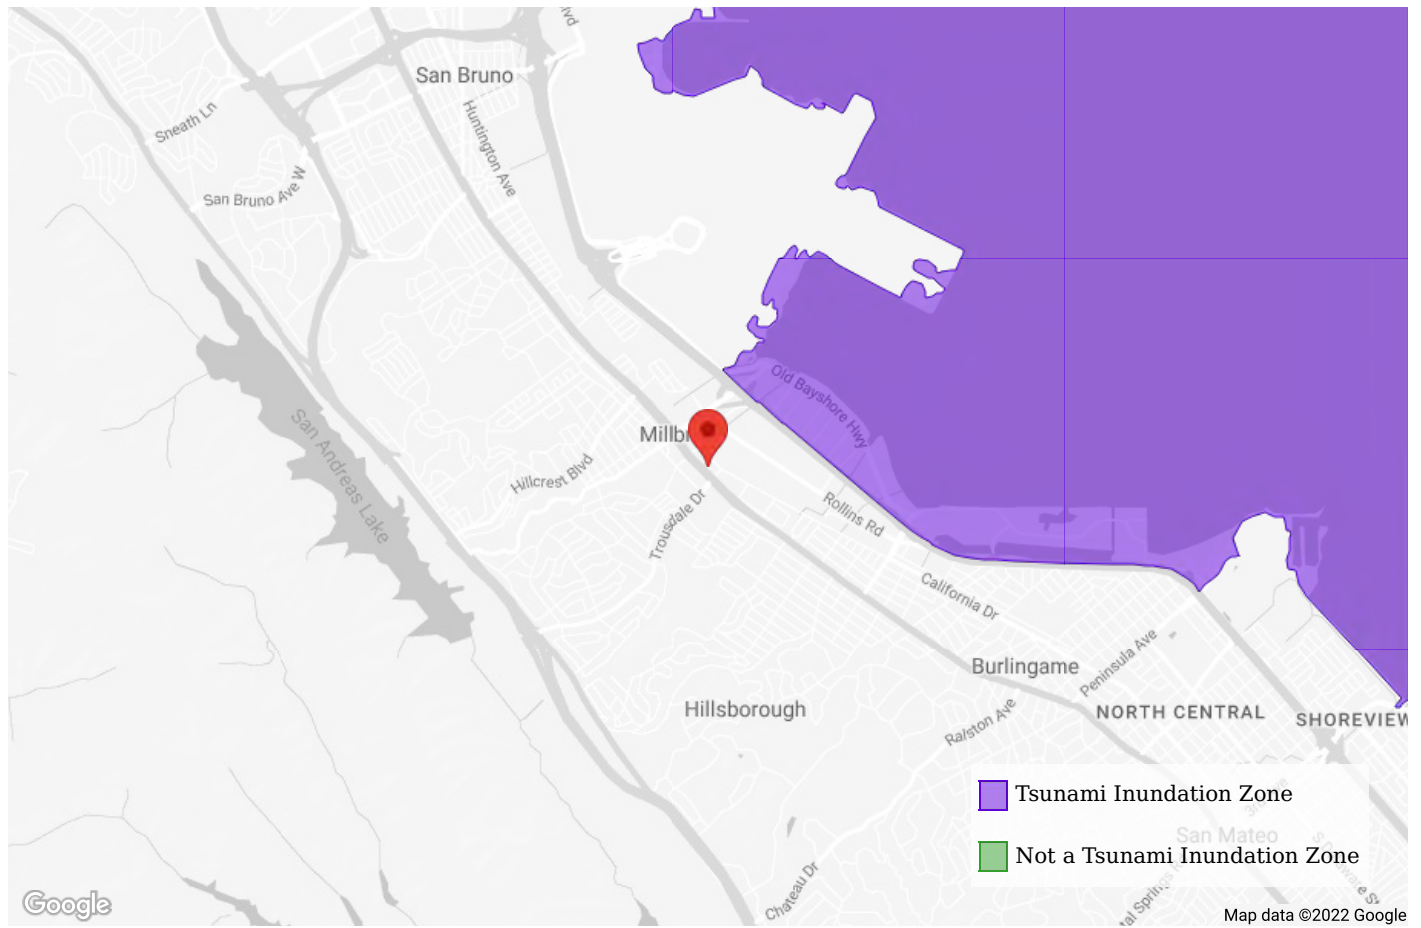 Blvd
San Bruno
Sneath Ln
Huntington Ave
San Bruno Ave W
Old Bayshore Hwy
San Andreas Lake
Hillcrest Blvd
Trousdale Dr
Rollins Rd
California Dr
Peninsula Ave
Burlingame
Hillsborough
NORTH CENTRAL
Ralston Ave
SHOREVIEW
Tsunami Inundation Zone
San Mateo
Not a Tsunami Inundation Zone
Chateau Dr
Google
Map data ©2022 Google